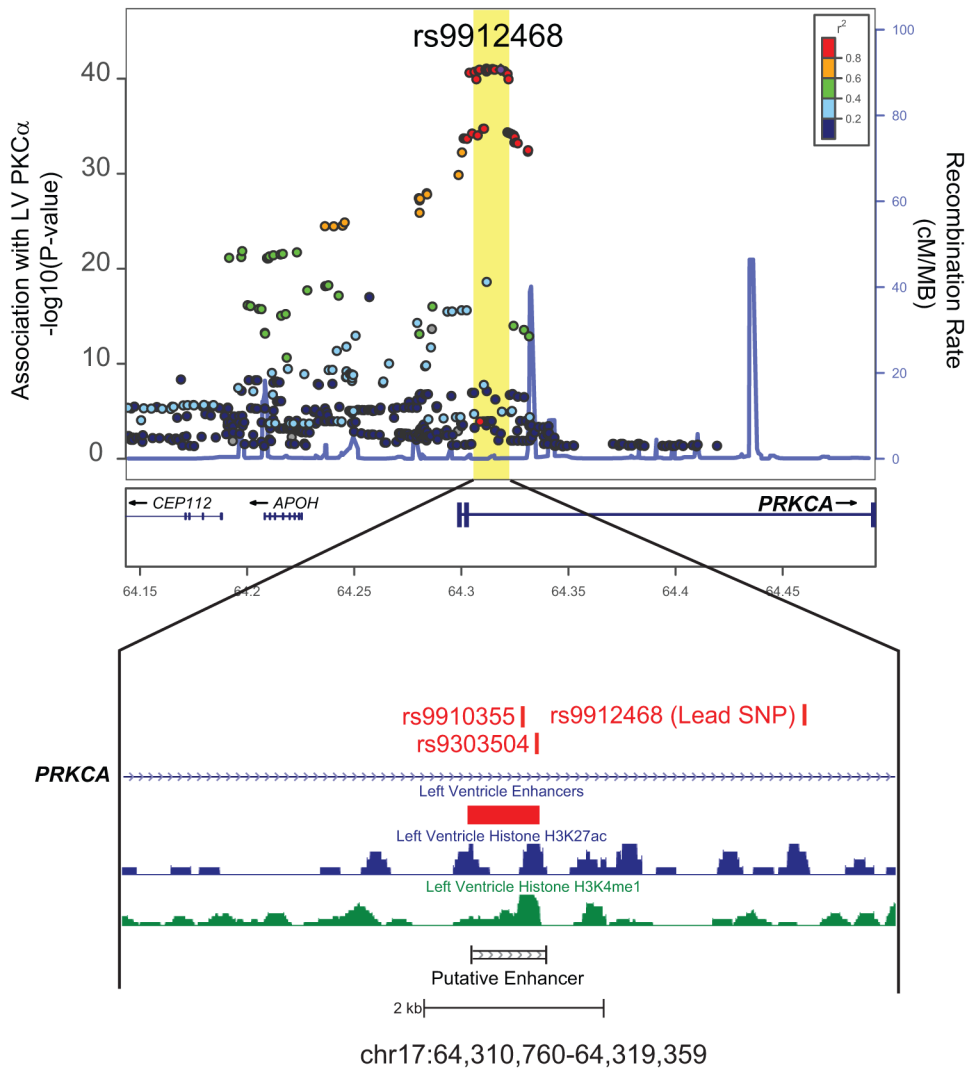 rs9912468
r2
0.8
0.6
0.4
0.2
100
80
60
40
20
0
40
30
20
10
0
Association with LV PKCα
-log10(P-value)
Recombination Rate
(cM/MB)
CEP112
APOH
PRKCA
64.15
64.2
64.25
64.3
64.35
64.4
64.45
rs9910355
rs9912468 (Lead SNP)
rs9303504
PRKCA
Left Ventricle Enhancers
Left Ventricle Histone H3K27ac
Left Ventricle Histone H3K4me1
Putative Enhancer
2 kb
chr17:64,310,760-64,319,359